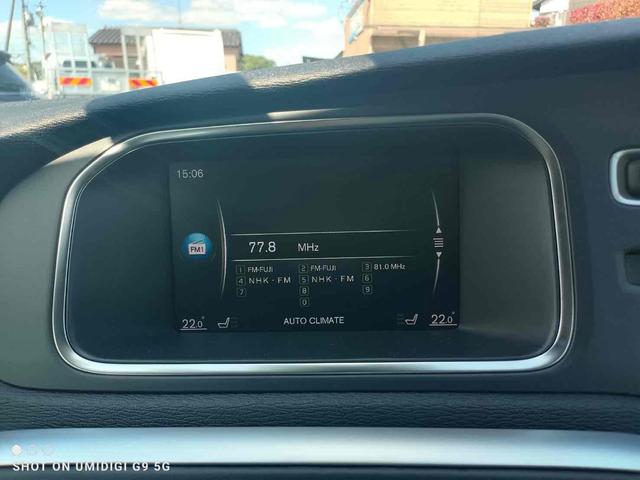 15:06
FM1
77.8 MHz
1 FM-FUJI 2 FM-FUJI 3 81.0 MHz
4 NHK-FM 5 NHK-FM 6
7 8 9
0
22.0° AUTO CLIMATE 22.0°
SHOT ON UMIDIGI G9 5G